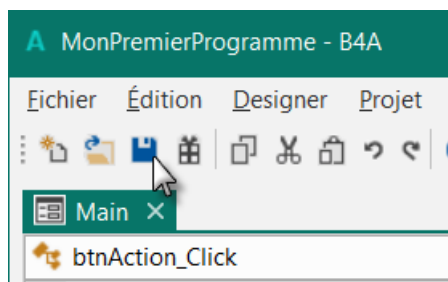 A MonPremierProgramme - B4A
Fichier Édition Designer Projet
Main
btnAction_Click